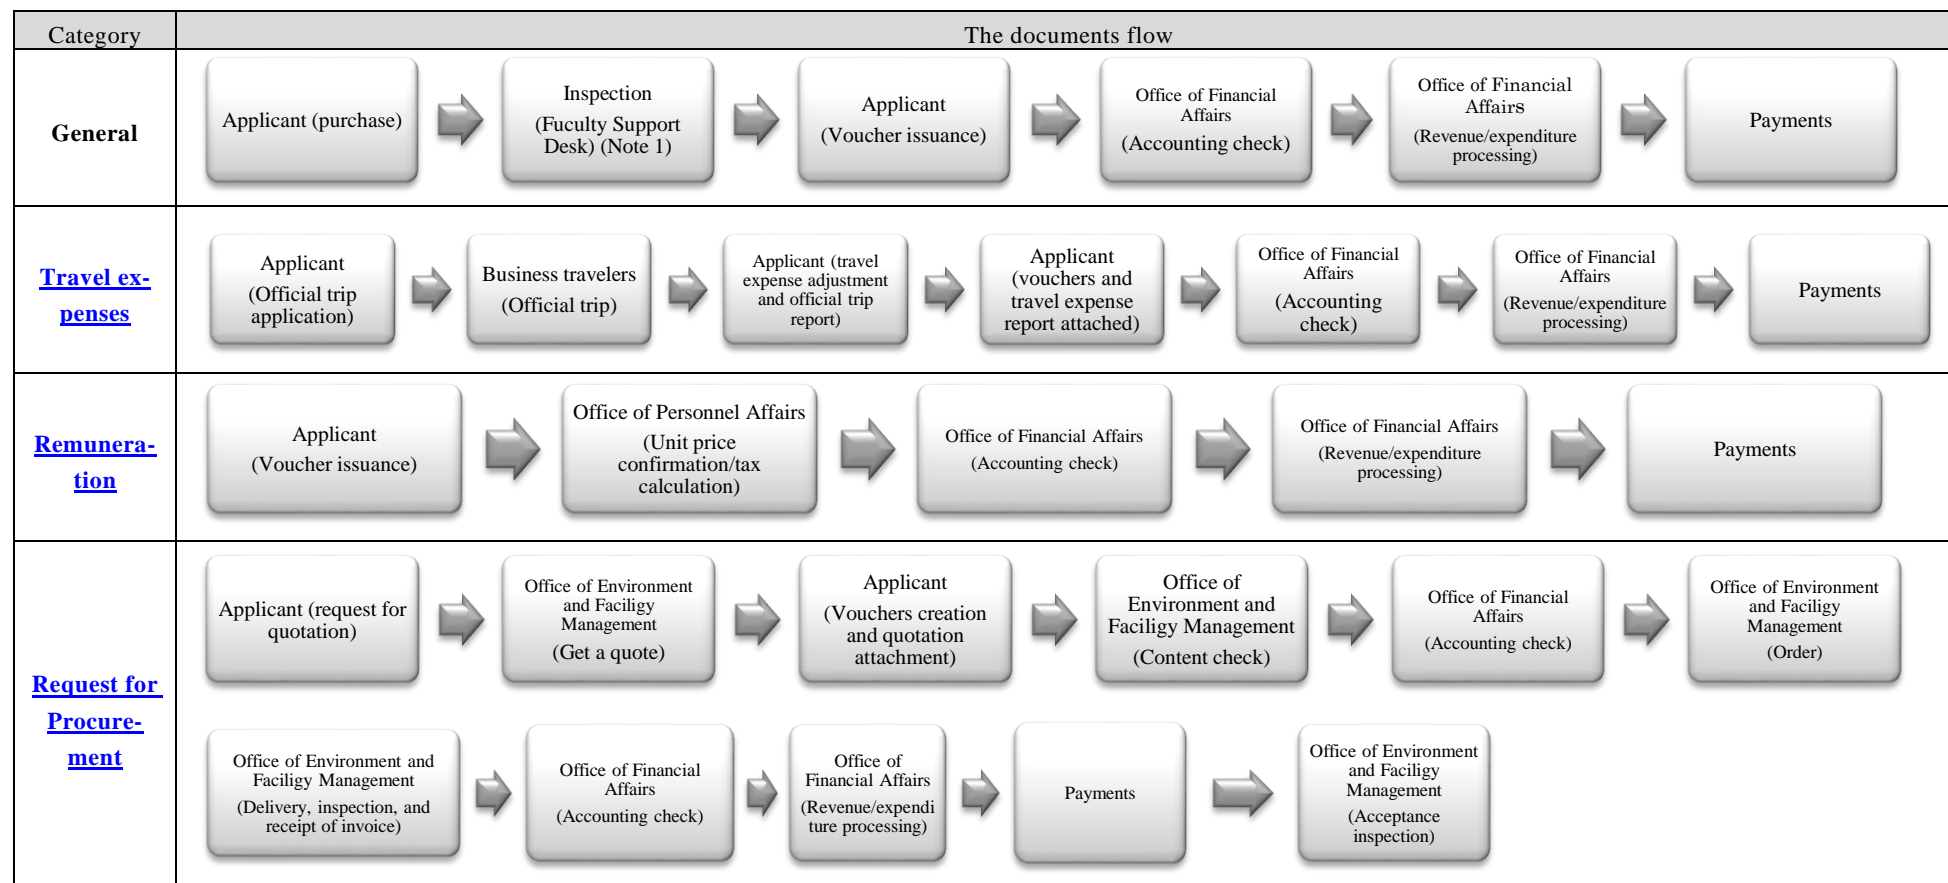 Category
The documents flow
General
Applicant (purchase)
Inspection
(Fuculty Support
Desk) (Note 1)
Applicant
(Voucher issuance)
Office of Financial
Affairs
(Accounting check)
Office of Financial
Affairs
(Revenue/expenditure
processing)
Payments
Travel ex-
penses
Applicant
(Official trip
application)
Business travelers
(Official trip)
Applicant (travel
expense adjustment
and official trip
report)
Applicant
(vouchers and
travel expense
report attached)
Office of Financial
Affairs
(Accounting
check)
Office of Financial
Affairs
(Revenue/expenditure
processing)
Payments
Remunera-
tion
Applicant
(Voucher issuance)
Office of Personnel Affairs
(Unit price
confirmation/tax
calculation)
Office of Financial Affairs
(Accounting check)
Office of Financial Affairs
(Revenue/expenditure
processing)
Payments
Request for
Procure-
ment
Applicant (request for
quotation)
Office of Environment
and Faciligy
Management
(Get a quote)
Applicant
(Vouchers creation
and quotation
attachment)
Office of
Environment and
Faciligy Management
(Content check)
Office of Financial
Affairs
(Accounting check)
Office of Environment
and Faciligy
Management
(Order)
Office of Environment and
Faciligy Management
(Delivery, inspection, and
receipt of invoice)
Office of Financial
Affairs
(Accounting check)
Office of
Financial Affairs
(Revenue/expendi
ture processing)
Payments
Office of Environment
and Faciligy
Management
(Acceptance
inspection)